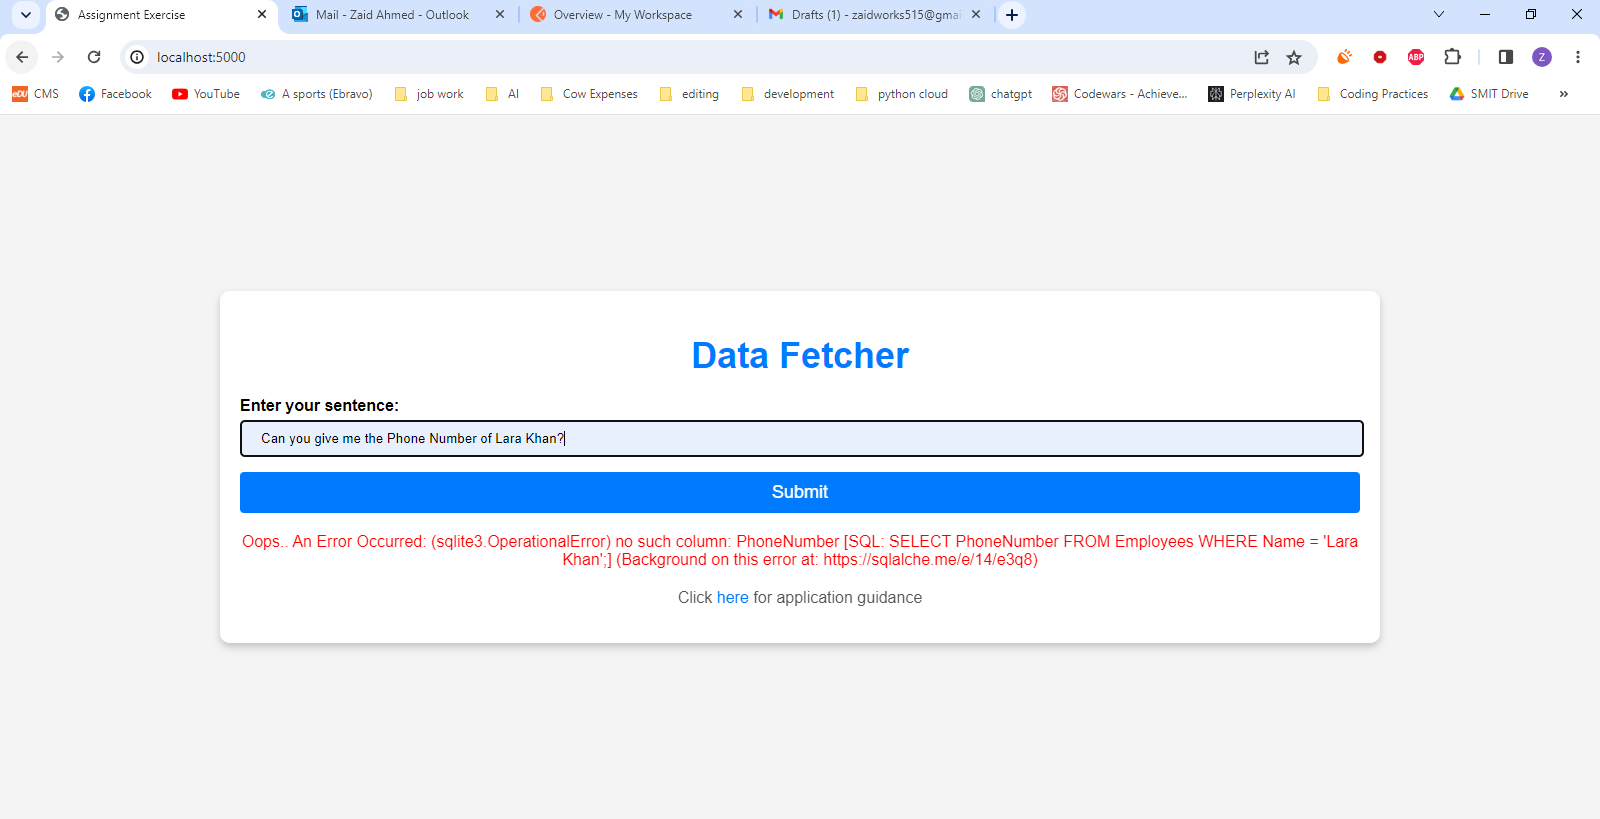 Assignment Exercise
Mail - Zaid Ahmed - Outlook
Overview - My Workspace
Drafts (1) - zaidworks515@gmai
localhost:5000
ABP
Z
eDU CMS
Facebook
YouTube
A sports (Ebravo)
job work
AI
Cow Expenses
editing
development
python cloud
chatgpt
Codewars - Achieve...
Perplexity AI
Coding Practices
SMIT Drive
»
Data Fetcher
Enter your sentence:
Can you give me the Phone Number of Lara Khan?
Submit
Oops.. An Error Occurred: (sqlite3.OperationalError) no such column: PhoneNumber [SQL: SELECT PhoneNumber FROM Employees WHERE Name = 'Lara
Khan';] (Background on this error at: https://sqlalche.me/e/14/e3q8)
Click here for application guidance